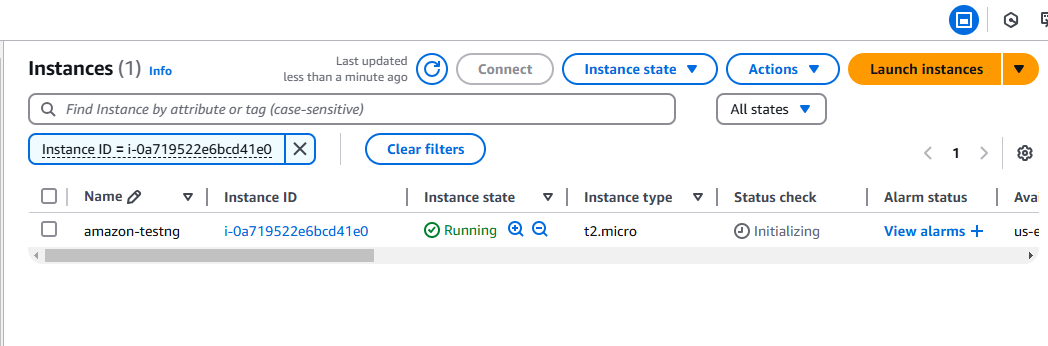 Instances (1) Info
Last updated
less than a minute ago
Connect
Instance state
Actions
Launch instances
Find Instance by attribute or tag (case-sensitive)
All states
Instance ID = i-0a719522e6bcd41e0
Clear filters
1
Name Instance ID Instance state Instance type Status check Alarm status Avai
amazon-testng i-0a719522e6bcd41e0 Running t2.micro Initializing View alarms + us-e